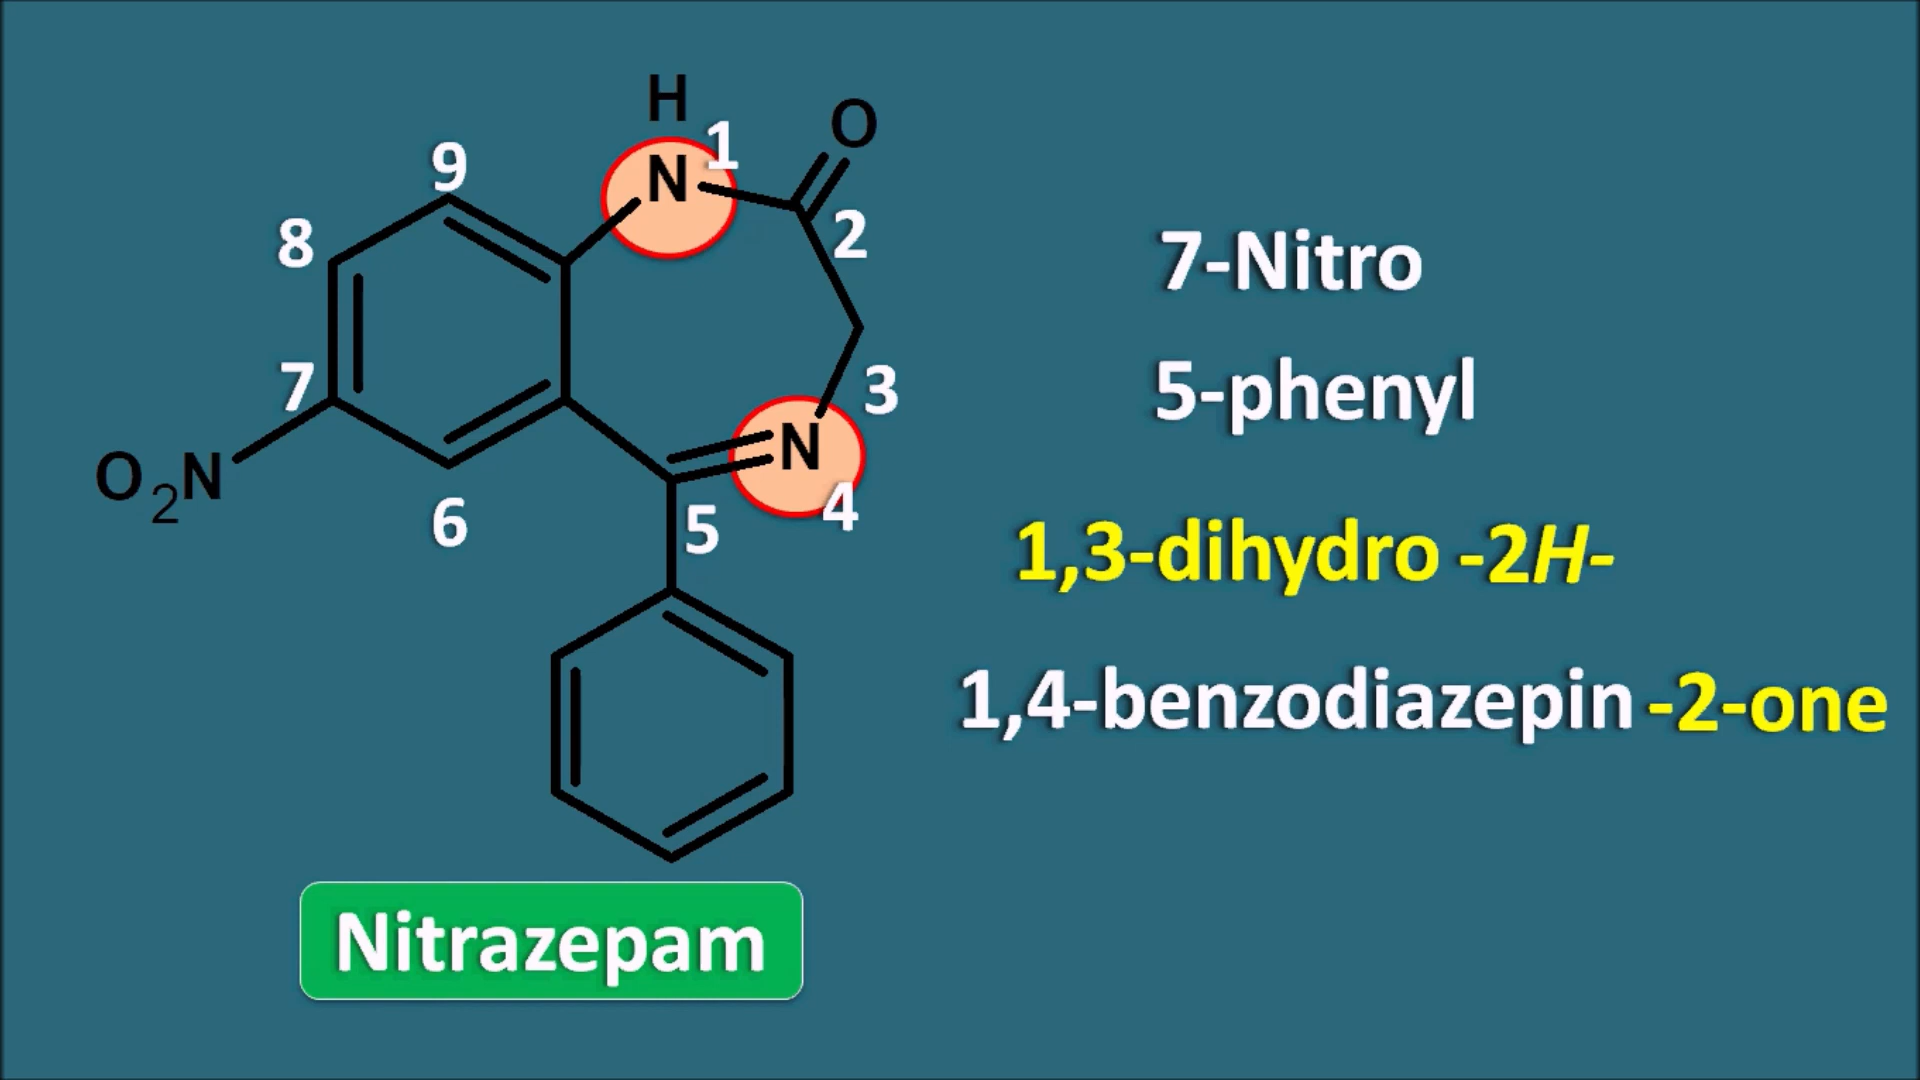 H
O
1
N
9
2
8
7-Nitro
3
7
5-phenyl
N
O2N
4
6
5
1,3-dihydro -2H-
1,4-benzodiazepin -2-one
Nitrazepam